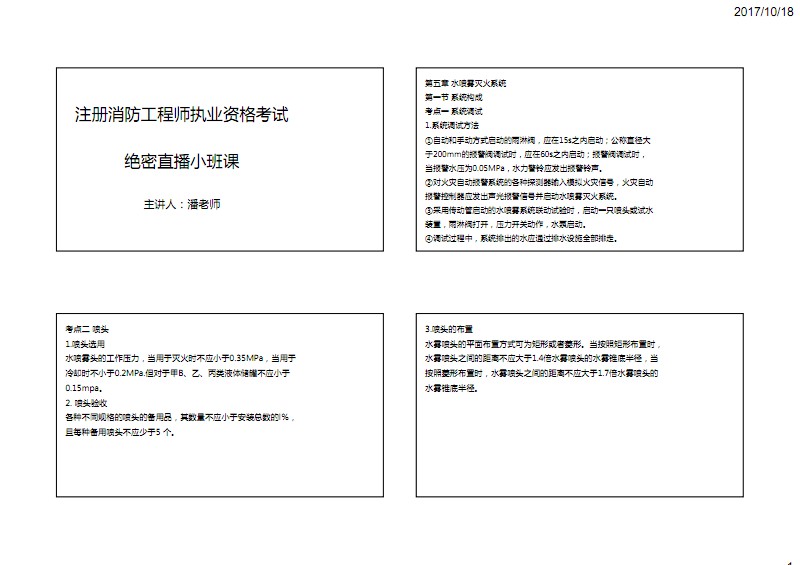 2017/10/18
注册消防工程师执业资格考试
绝密直播小班课
主讲人：潘老师
第五章 水喷雾灭火系统
第一节 系统构成
考点一 系统调试
1.系统调试方法
①自动和手动方式启动的雨淋阀，应在15s之内启动；公称直径大
于200mm的报警阀调试时，应在60s之内启动；报警阀调试时，
当报警水压为0.05MPa，水力警铃应发出报警铃声。
②对火灾自动报警系统的各种探测器输入模拟火灾信号，火灾自动
报警控制器应发出声光报警信号并启动水喷雾灭火系统。
③采用传动管启动的水喷雾系统联动试验时，启动一只喷头或试水
装置，雨淋阀打开，压力开关动作，水泵启动。
④调试过程中，系统排出的水应通过排水设施全部排走。
考点二 喷头
1.喷头选用
水喷雾头的工作压力，当用于灭火时不应小于0.35MPa，当用于
冷却时不小于0.2MPa.但对于甲B、乙、丙类液体储罐不应小于
0.15mpa。
2. 喷头验收
各种不同规格的喷头的备用品，其数量不应小于安装总数的l％，
且每种备用喷头不应少于5 个。
3.喷头的布置
水雾喷头的平面布置方式可为矩形或者菱形。当按照矩形布置时，
水雾喷头之间的距离不应大于1.4倍水雾喷头的水雾锥底半径，当
按照菱形布置时，水雾喷头之间的距离不应大于1.7倍水雾喷头的
水雾锥底半径。